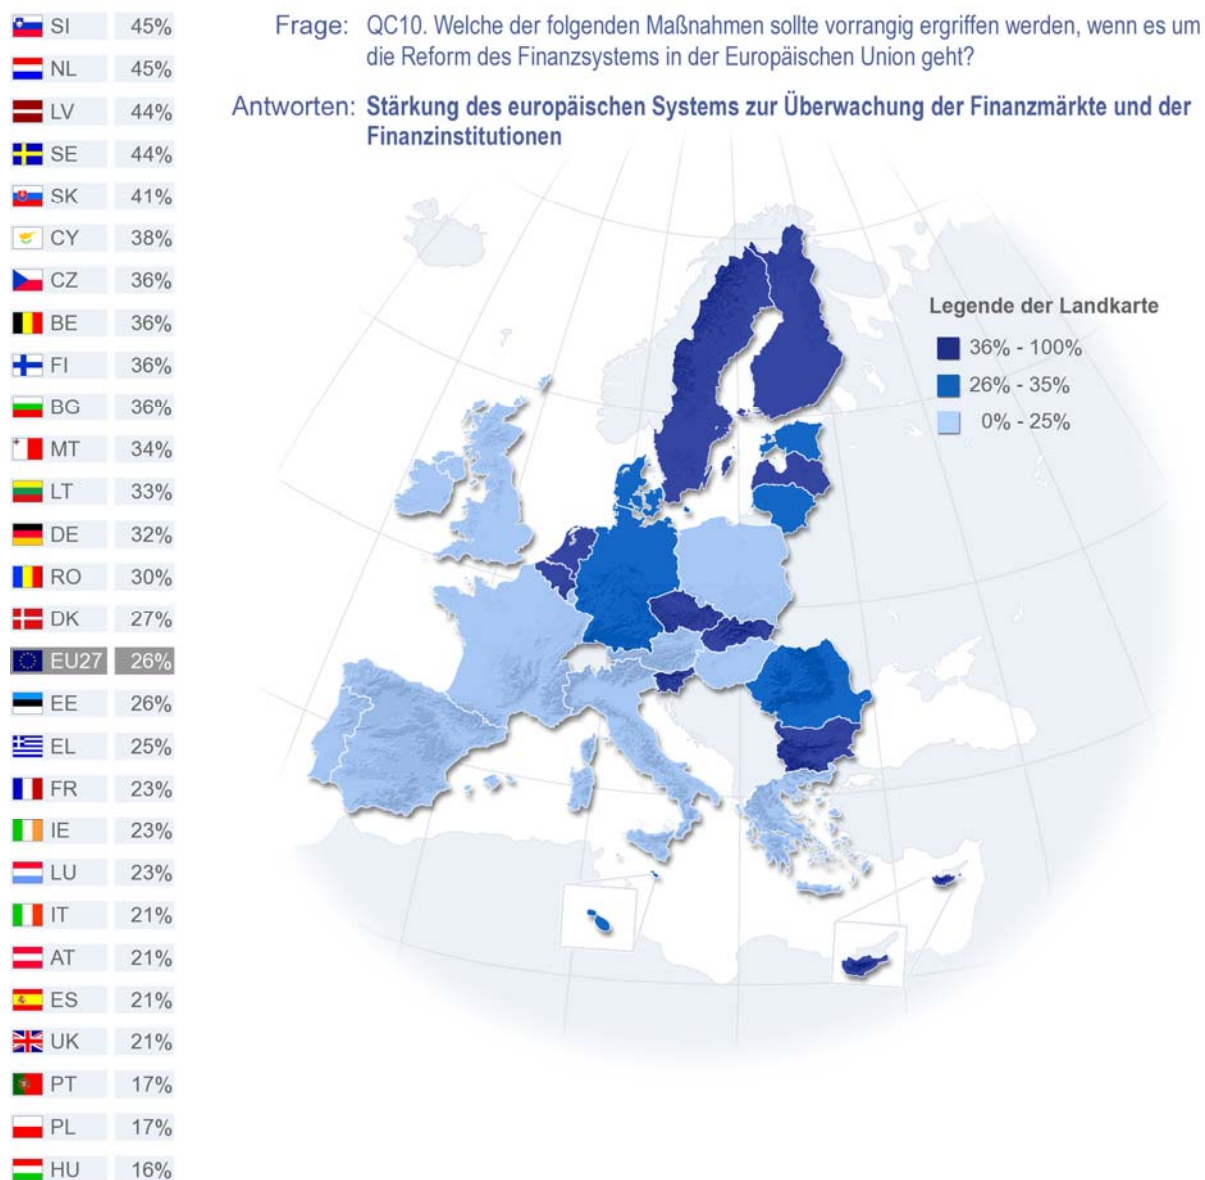 Frage: QC10. Welche der folgenden Maßnahmen sollte vorrangig ergriffen werden, wenn es um
die Reform des Finanzsystems in der Europäischen Union geht?
Antworten: Stärkung des europäischen Systems zur Überwachung der Finanzmärkte und der
Finanzinstitutionen
SI 45%
NL 45%
LV 44%
SE 44%
SK 41%
CY 38%
CZ 36%
BE 36%
FI 36%
BG 36%
MT 34%
LT 33%
DE 32%
RO 30%
DK 27%
EU27 26%
EE 26%
EL 25%
FR 23%
IE 23%
LU 23%
IT 21%
AT 21%
ES 21%
UK 21%
PT 17%
PL 17%
HU 16%
Legende der Landkarte
36% - 100%
26% - 35%
0% - 25%